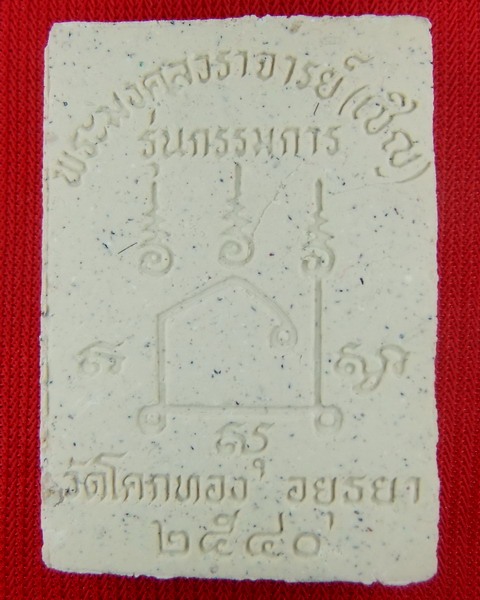 พระมงคลวราจารย์ (เชิญ)
รุ่นกรรมการ
วัดโคกทอง อยุธยา
๒๕๔๐